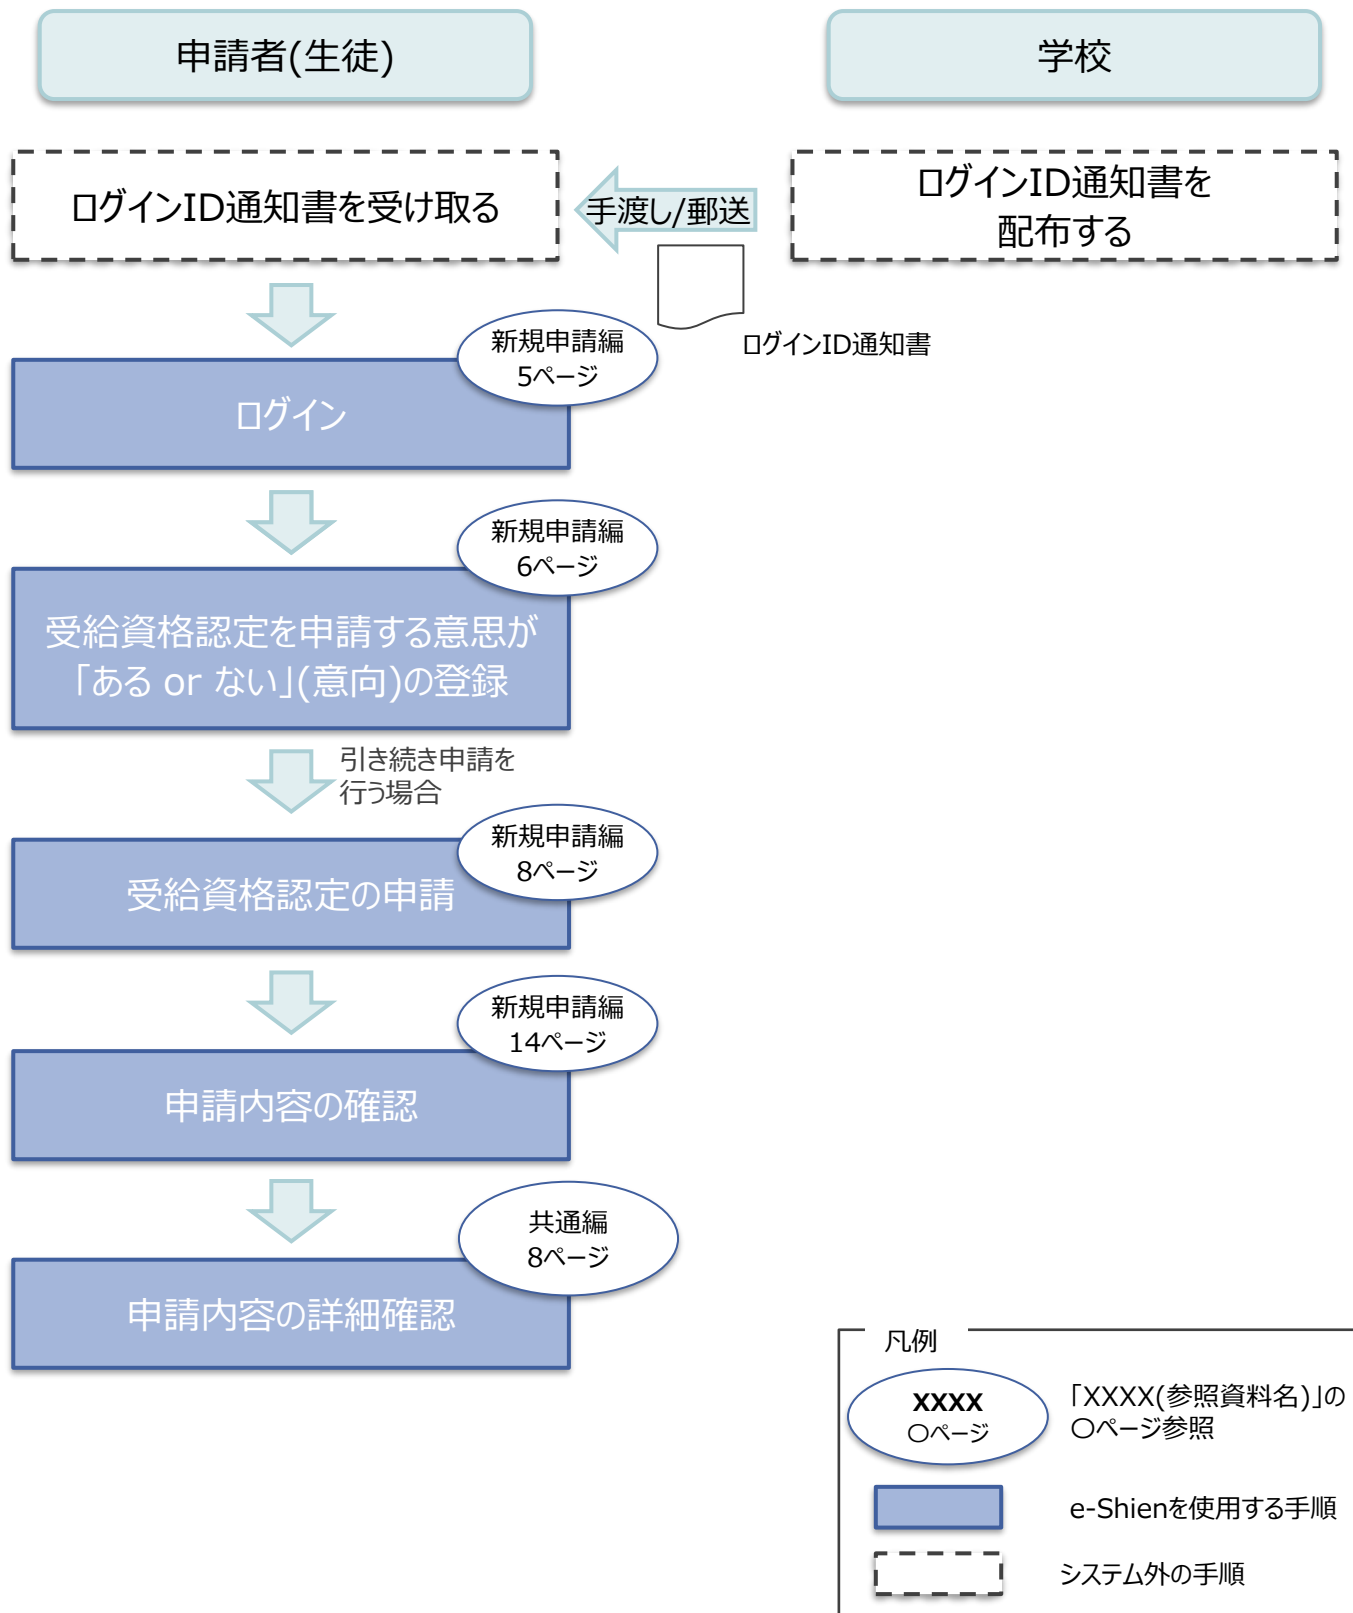 申請者(生徒)
学校
ログインID通知書を受け取る
手渡し/郵送
ログインID通知書を
配布する
ログインID通知書
新規申請編
5ページ
ログイン
新規申請編
6ページ
受給資格認定を申請する意思が
「ある or ない」(意向)の登録
引き続き申請を
行う場合
新規申請編
8ページ
受給資格認定の申請
新規申請編
14ページ
申請内容の確認
共通編
8ページ
申請内容の詳細確認
凡例
XXXX
〇ページ
「XXXX(参照資料名)」の
〇ページ参照
e-Shienを使用する手順
システム外の手順